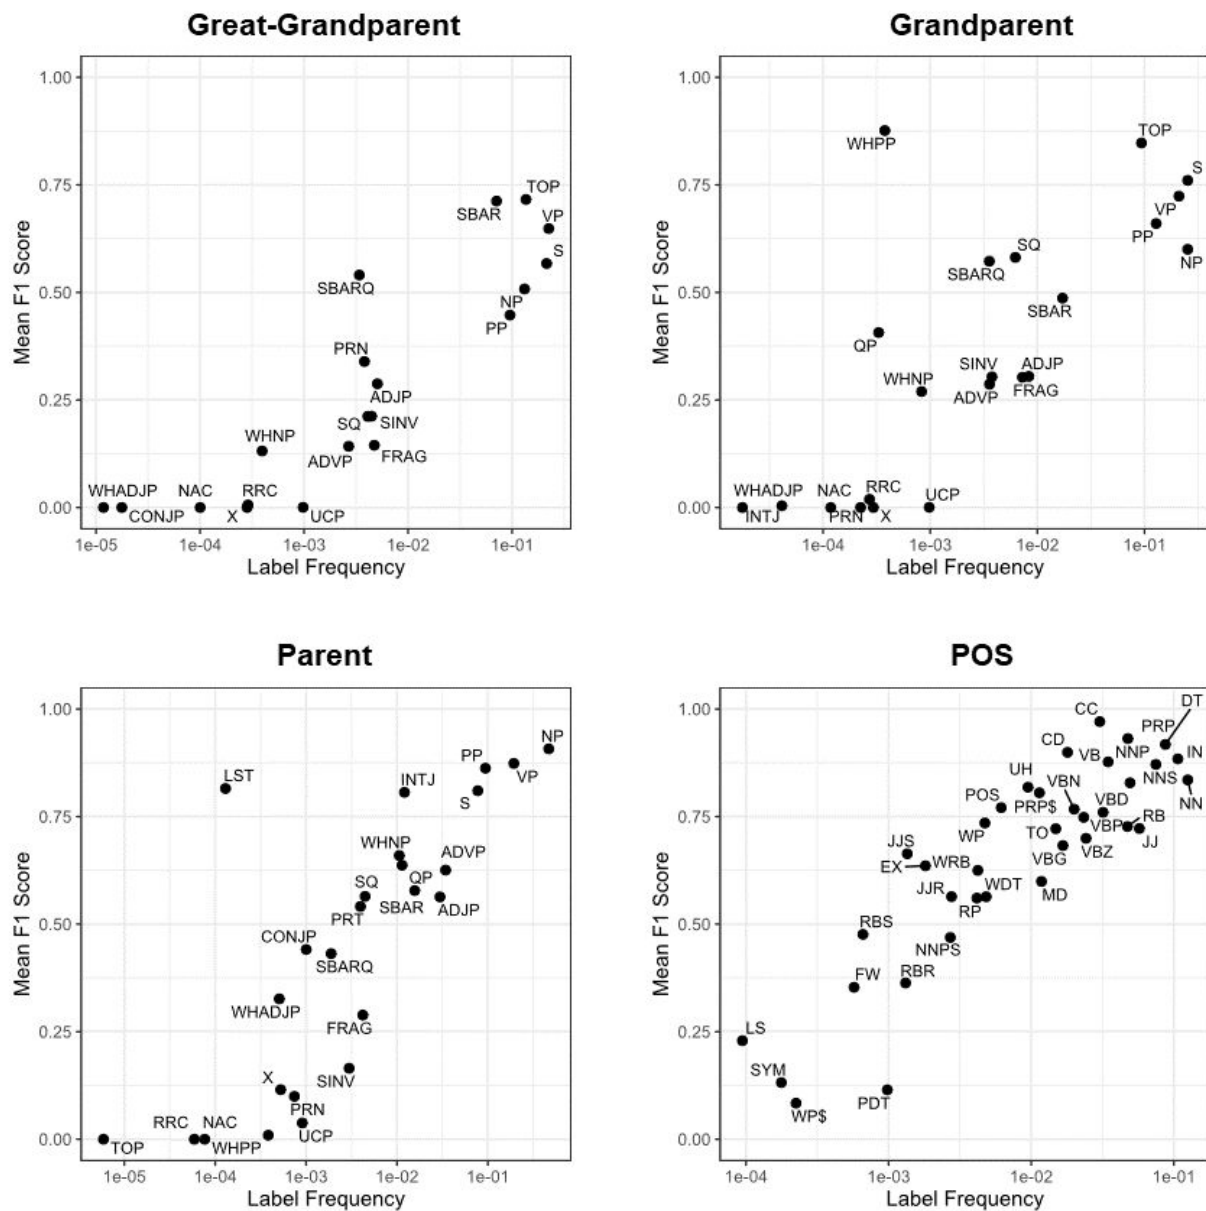 Great-Grandparent
Mean F1 Score
1.00
0.75
0.50
0.25
0.00
TOP
SBAR
VP
S
SBARQ
NP
PP
PRN
ADJP
SQ
SINV
WHNP
ADVP
FRAG
WHADJP
NAC
RRC
CONJP
X
UCP
1e-05
1e-04
1e-03
1e-02
1e-01
Label Frequency
Grandparent
Mean F1 Score
1.00
0.75
0.50
0.25
0.00
WHPP
TOP
S
VP
PP
SQ
NP
SBARQ
SBAR
QP
SINV
ADJP
WHNP
ADVP
FRAG
WHADJP
NAC
RRC
UCP
INTJ
PRN
X
1e-04
1e-03
1e-02
1e-01
Label Frequency
Parent
Mean F1 Score
1.00
0.75
0.50
0.25
0.00
NP
PP
LST
INTJ
VP
S
WHNP
ADVP
SQ
QP
PRT
SBAR
ADJP
CONJP
SBARQ
WHADJP
FRAG
X
SINV
PRN
RRC
NAC
UCP
TOP
WHPP
1e-05
1e-04
1e-03
1e-02
1e-01
Label Frequency
POS
Mean F1 Score
1.00
0.75
0.50
0.25
0.00
DT
CC
PRP
CD
VB
NNP
IN
UH
VBN
NNS
POS
PRP$
VBD
NN
WP
TO
VBP
RB
JJS
VBG
VBZ
JJ
EX
WRB
JJR
WDT
MD
RP
RBS
NNPS
FW
RBR
LS
SYM
WP$
PDT
1e-04
1e-03
1e-02
1e-01
Label Frequency